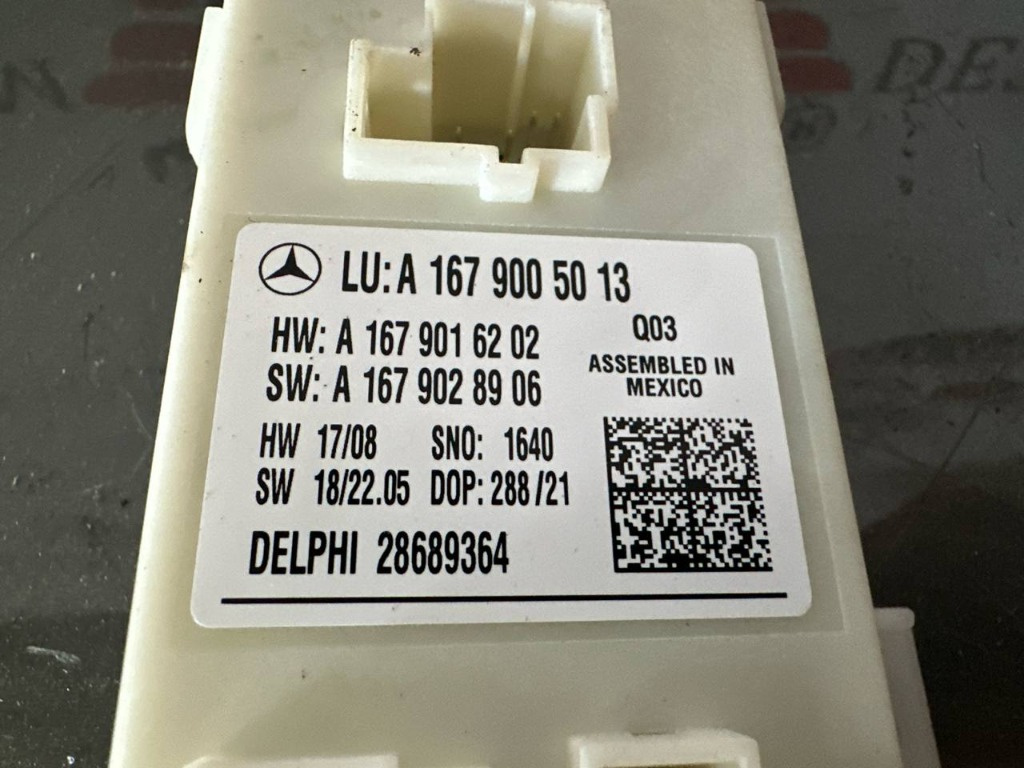 LU: A 167 900 50 13
HW: A 167 901 62 02
SW: A 167 902 89 06
Q03
ASSEMBLED IN
MEXICO
HW 17/08 SNO: 1640
SW 18/22.05 DOP: 288/21
DELPHI 28689364